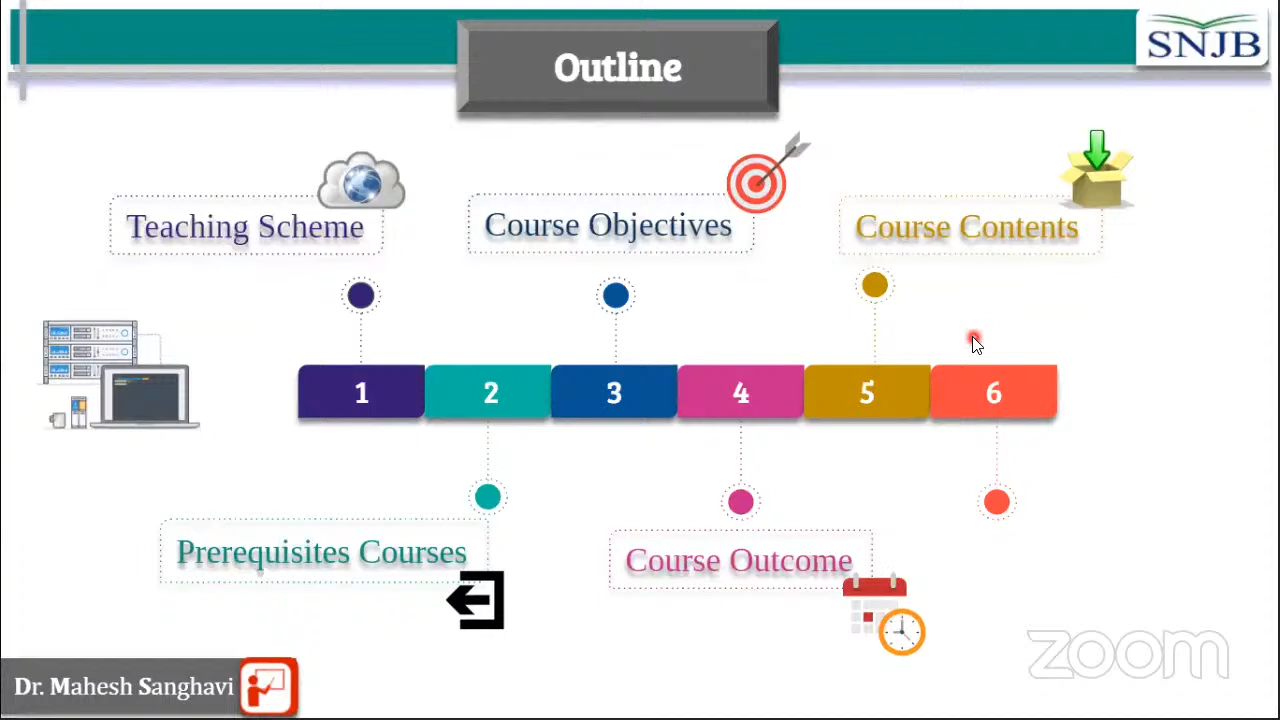 Outline
SNJB
Teaching Scheme
Course Objectives
Course Contents
1
2
3
4
5
6
Prerequisites Courses
Course Outcome
zoom
Dr. Mahesh Sanghavi